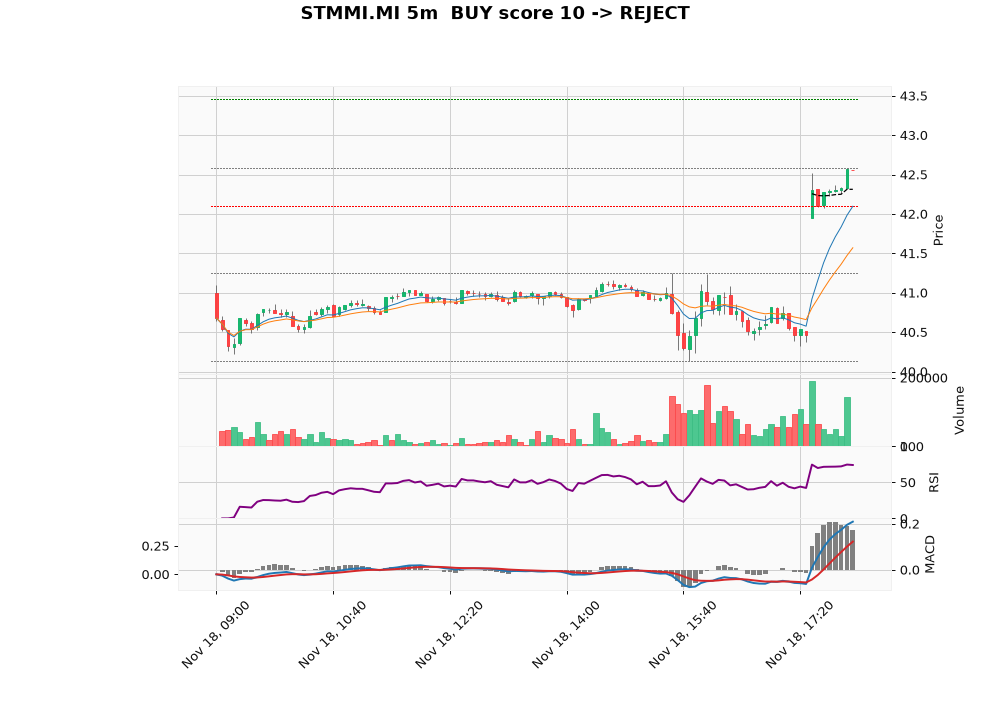 STMMI.MI 5m  BUY score 10 -> REJECT
43.5
43.0
42.5
42.0
41.5
41.0
40.5
40.0
Price
200000
0
Volume
100
50
0
RSI
0.2
0.0
MACD
0.25
0.00
Nov 18, 09:00
Nov 18, 10:40
Nov 18, 12:20
Nov 18, 14:00
Nov 18, 15:40
Nov 18, 17:20